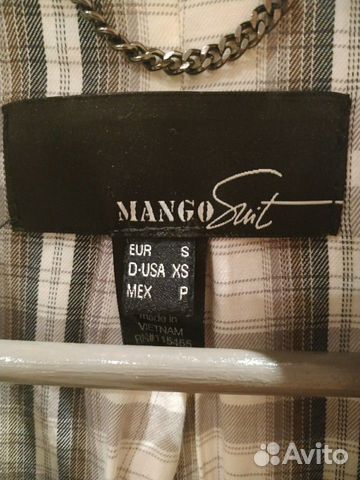 MANGO Suit
EUR S
D·USA XS
MEX P
made in
VIETNAM
Avito